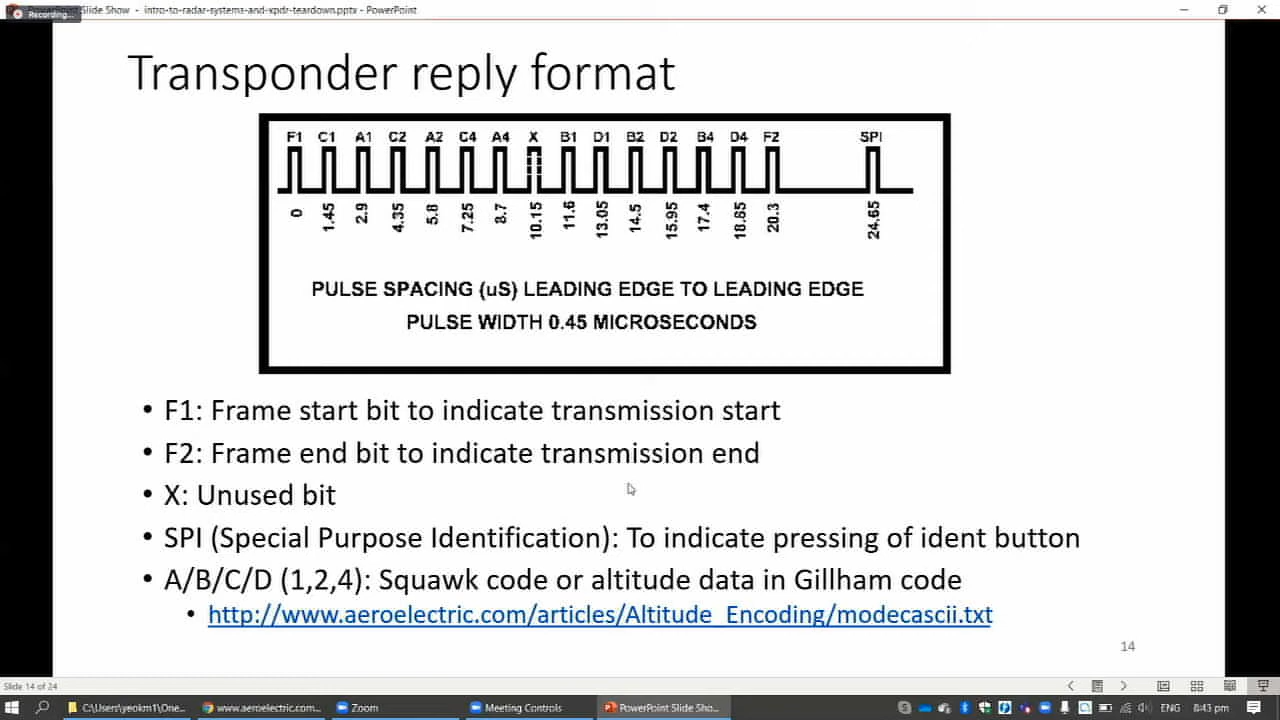 Recording...
PowerPoint Slide Show - intro-to-radar-systems-and-xpdr-teardown.pptx - PowerPoint
Transponder reply format
F1 C1 A1 C2 A2 C4 A4 X B1 D1 B2 D2 B4 D4 F2 SPI
0 1.45 2.9 4.35 5.8 7.25 8.7 10.15 11.6 13.05 14.5 15.95 17.4 18.85 20.3 24.65
PULSE SPACING (uS) LEADING EDGE TO LEADING EDGE
PULSE WIDTH 0.45 MICROSECONDS
• F1: Frame start bit to indicate transmission start
• F2: Frame end bit to indicate transmission end
• X: Unused bit
• SPI (Special Purpose Identification): To indicate pressing of ident button
• A/B/C/D (1,2,4): Squawk code or altitude data in Gillham code
• http://www.aeroelectric.com/articles/Altitude_Encoding/modecascii.txt
14
Slide 14 of 24
C:\Users\yeokm1\One... www.aeroelectric.com... Zoom Meeting Controls PowerPoint Slide Sho... ENG 8:43 pm